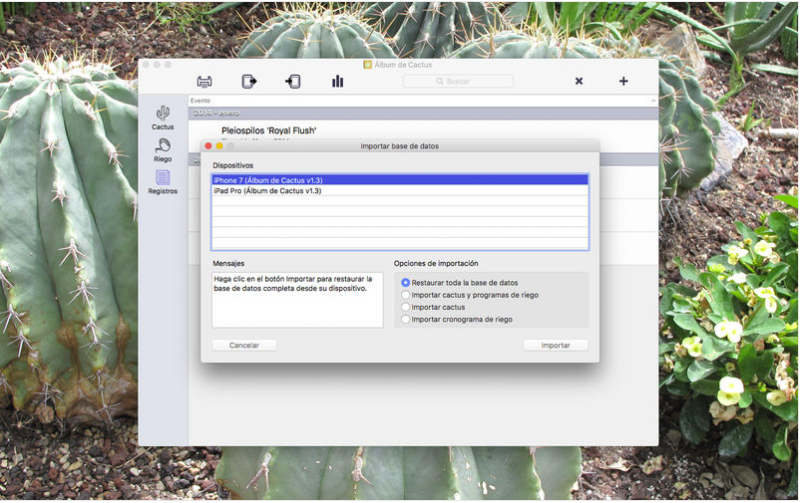 Álbum de Cactus
Buscar
Evento
2014 - enero
Cactus
Pleiospilos 'Royal Flush'
Riego
Registros
Importar base de datos
Dispositivos
iPhone 7 (Álbum de Cactus v1.3)
iPad Pro (Álbum de Cactus v1.3)
Mensajes
Haga clic en el botón Importar para restaurar la
base de datos completa desde su dispositivo.
Opciones de importación
Restaurar toda la base de datos
Importar cactus y programas de riego
Importar cactus
Importar cronograma de riego
Cancelar
Importar